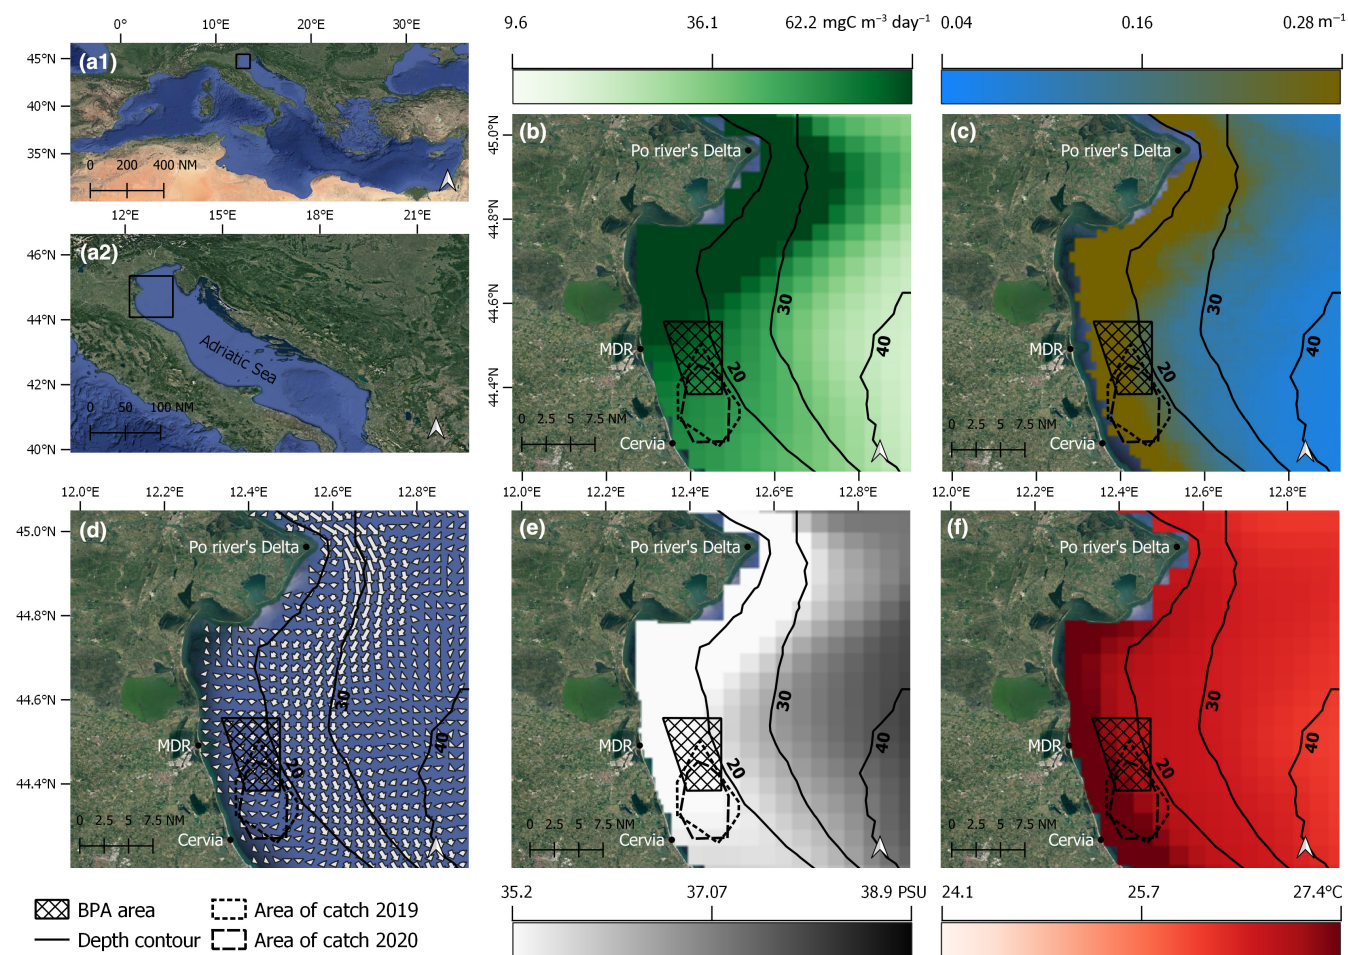 0° 10°E 20°E 30°E
(a1)
45°N
40°N
35°N
0 200 400 NM
12°E 15°E 18°E 21°E
(a2)
46°N
44°N
42°N
40°N
Adriatic Sea
0 50 100 NM
9.6 36.1 62.2 mgC m⁻³ day⁻¹
(b)
45.0°N
44.8°N
44.6°N
44.4°N
Po river's Delta
30
40
MDR
20
0 2.5 5 7.5 NM
Cervia
0.04 0.16 0.28 m⁻¹
(c)
Po river's Delta
30
40
MDR
20
0 2.5 5 7.5 NM
Cervia
12.0°E 12.2°E 12.4°E 12.6°E 12.8°E
12.0°E 12.2°E 12.4°E 12.6°E 12.8°E
12.0°E 12.2°E 12.4°E 12.6°E 12.8°E
(d)
45.0°N
44.8°N
44.6°N
44.4°N
Po river's Delta
30
40
MDR
20
0 2.5 5 7.5 NM
Cervia
(e)
Po river's Delta
30
40
MDR
20
0 2.5 5 7.5 NM
Cervia
(f)
Po river's Delta
30
40
MDR
20
0 2.5 5 7.5 NM
Cervia
BPA area
Depth contour
Area of catch 2019
Area of catch 2020
35.2 37.07 38.9 PSU
24.1 25.7 27.4°C